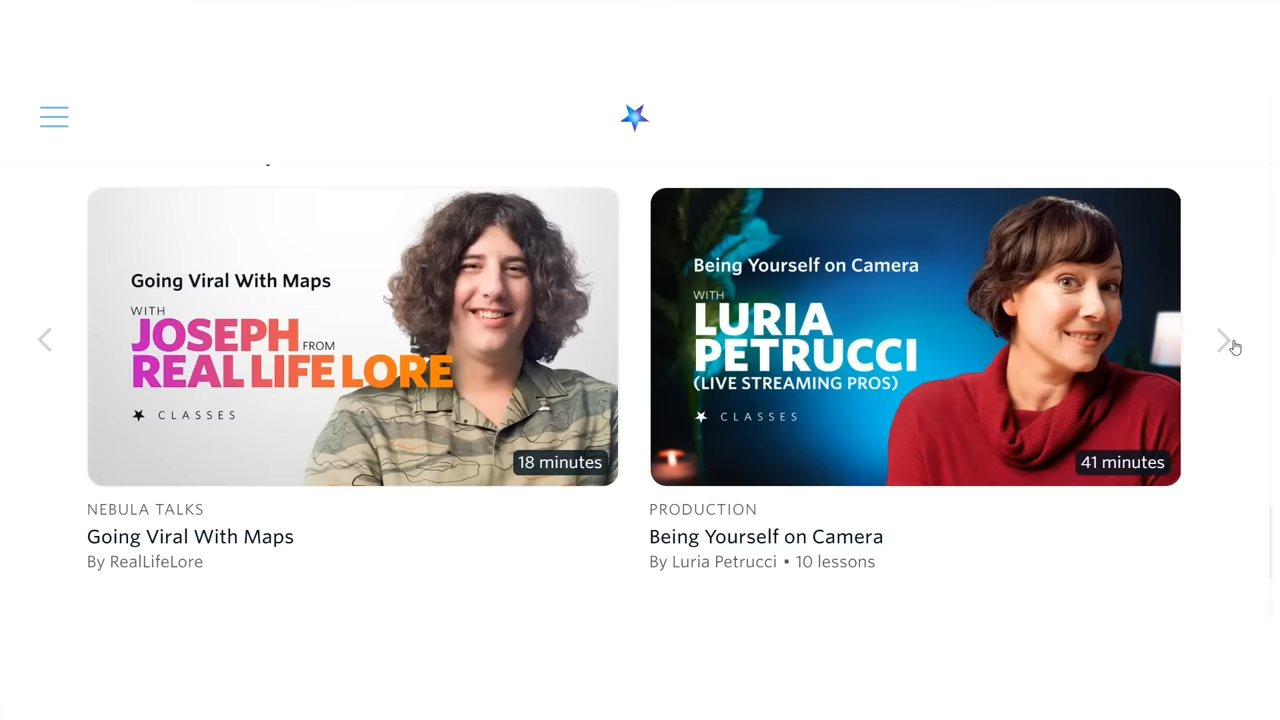 Going Viral With Maps
WITH
JOSEPH FROM
REAL LIFE LORE
CLASSES
18 minutes
Being Yourself on Camera
WITH
LURIA
PETRUCCI
(LIVE STREAMING PROS)
CLASSES
41 minutes
NEBULA TALKS
Going Viral With Maps
By RealLifeLore
PRODUCTION
Being Yourself on Camera
By Luria Petrucci • 10 lessons